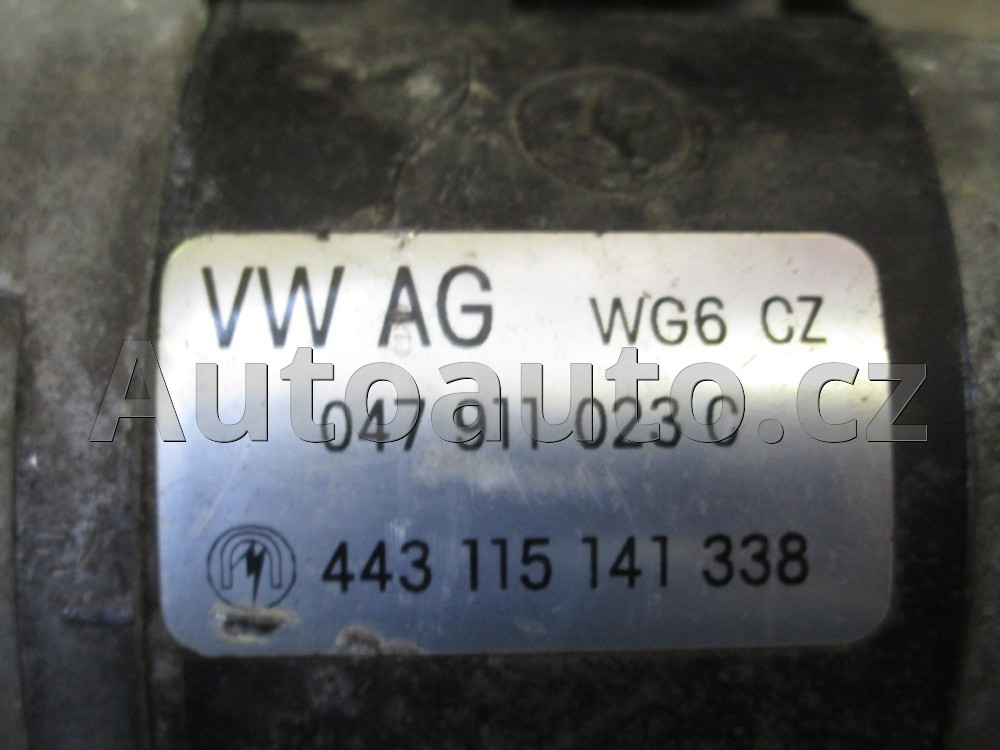 VW AG WG6 CZ
Autoauto.cz
047 911 023 C
443 115 141 338